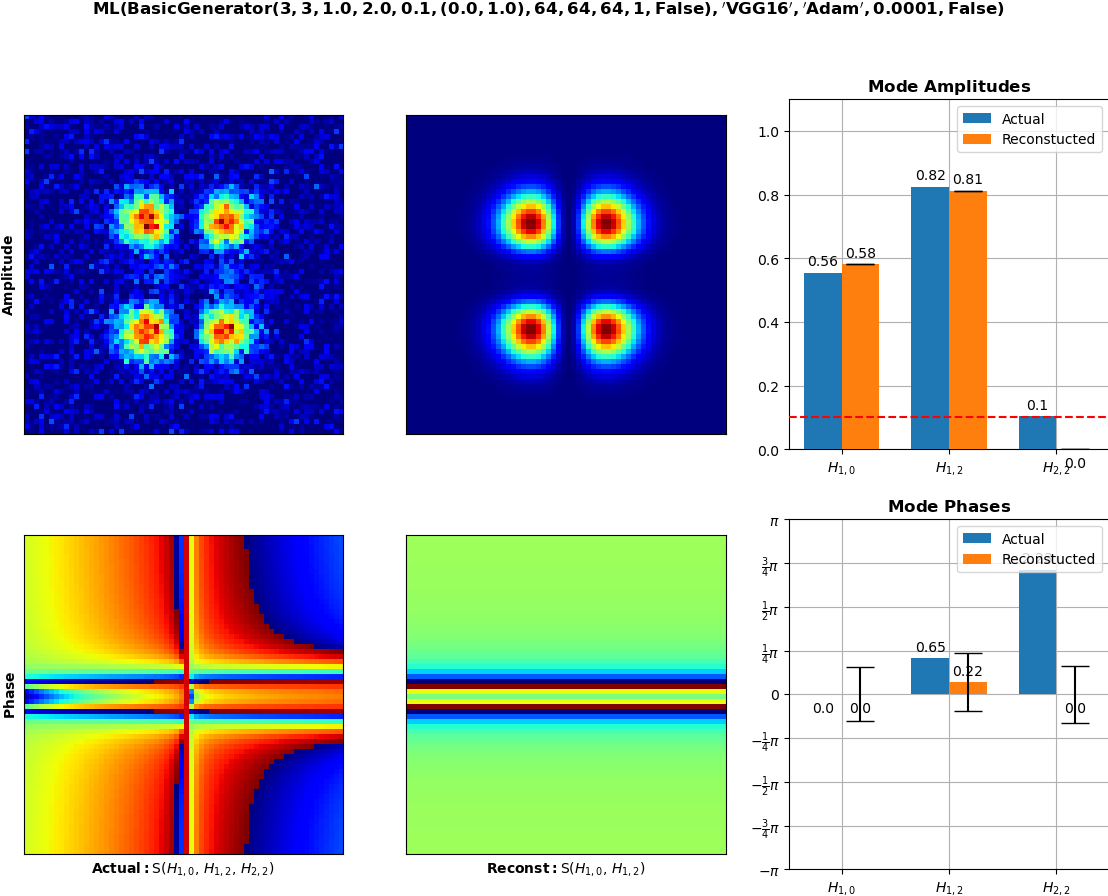 ML(BasicGenerator(3, 3, 1.0, 2.0, 0.1, (0.0, 1.0), 64, 64, 64, 1, False), 'VGG16', 'Adam', 0.0001, False)
Amplitude
Mode Amplitudes
Actual
Reconstucted
1.0
0.8
0.6
0.4
0.2
0.0
0.56
0.58
0.82
0.81
0.1
0.0
H1,0
H1,2
H2,2
Phase
Actual: S(H1,0, H1,2, H2,2)
Reconst: S(H1,0, H1,2)
Mode Phases
Actual
Reconstucted
π
3/4π
1/2π
1/4π
0
−1/4π
−1/2π
−3/4π
−π
0.0
0.0
0.65
0.22
0.0
H1,0
H1,2
H2,2